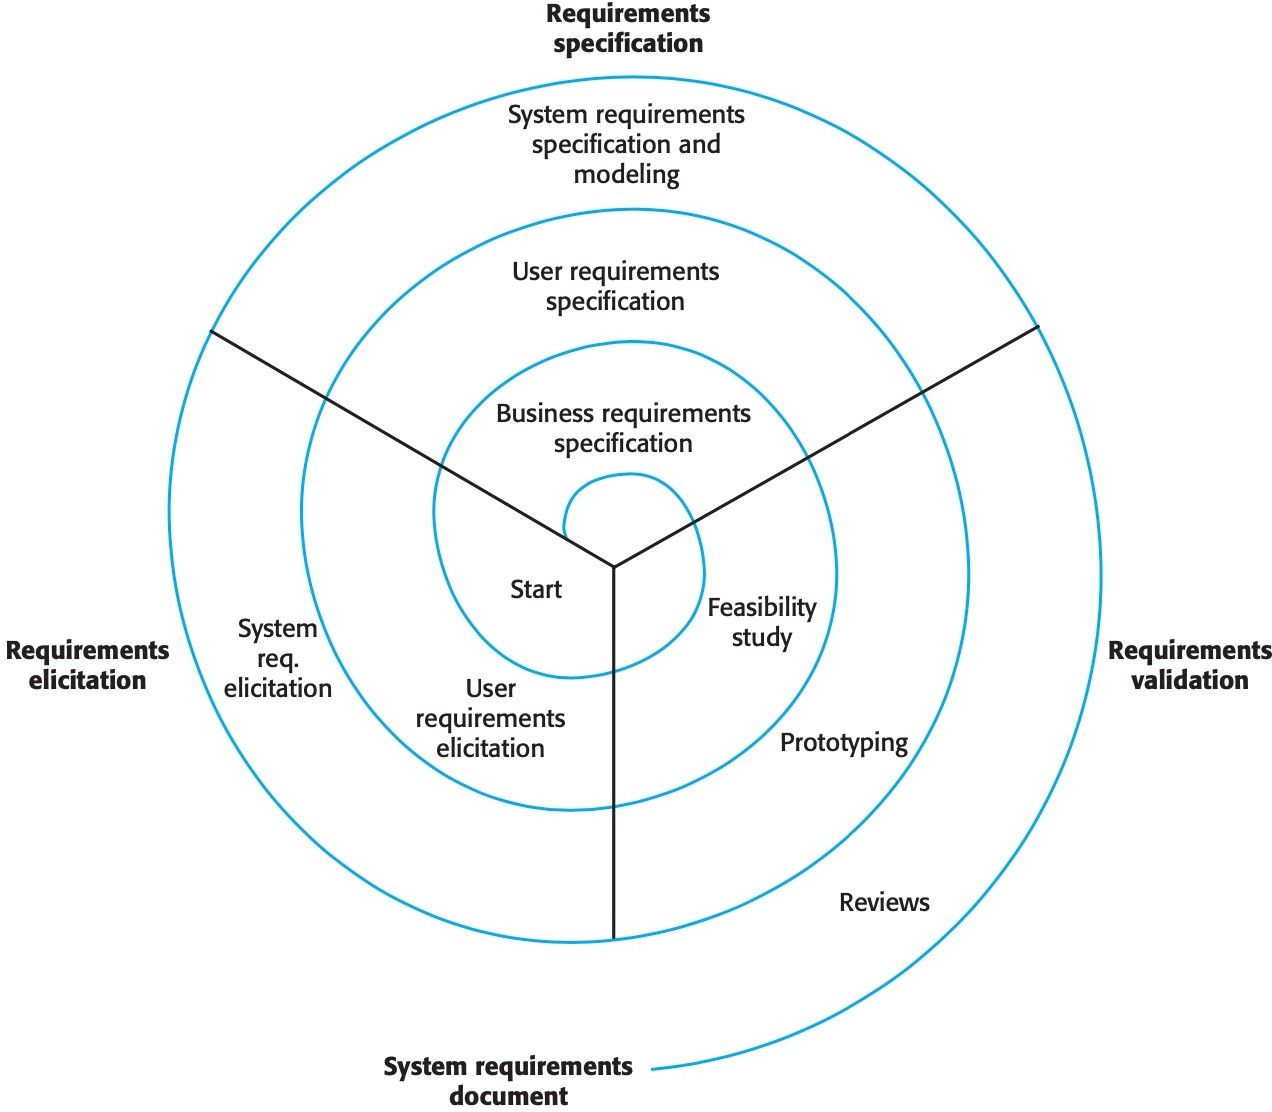 Requirements
specification
System requirements
specification and
modeling
User requirements
specification
Business requirements
specification
Start
Feasibility
study
System
req.
elicitation
Requirements
elicitation
Requirements
validation
User
requirements
elicitation
Prototyping
Reviews
System requirements
document